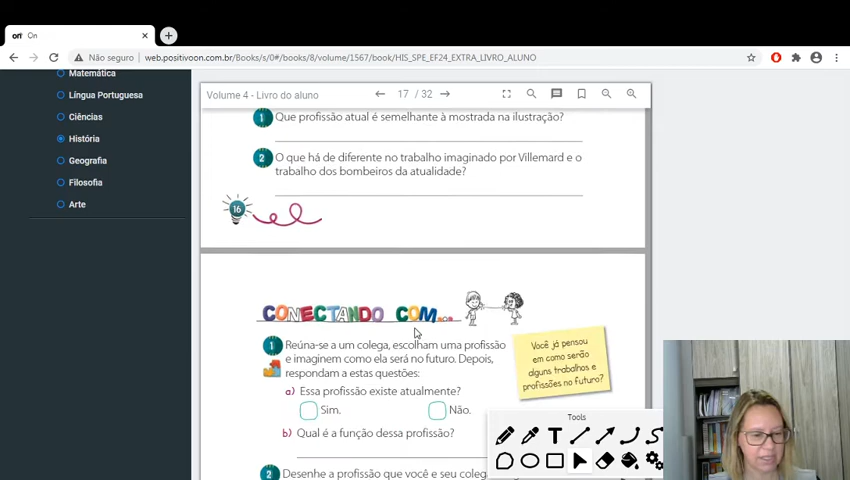 on
On
Não seguro
web.positivoon.com.br/Books/s/0#/books/8/volume/1567/book/HIS_SPE_EF24_EXTRA_LIVRO_ALUNO
Matemática
Língua Portuguesa
Ciências
História
Geografia
Filosofia
Arte
Volume 4 - Livro do aluno
17 / 32
1 Que profissão atual é semelhante à mostrada na ilustração?
2 O que há de diferente no trabalho imaginado por Villemard e o
trabalho dos bombeiros da atualidade?
16
CONECTANDO COM...
1 Reúna-se a um colega, escolham uma profissão
e imaginem como ela será no futuro. Depois,
respondam a estas questões:
a) Essa profissão existe atualmente?
Sim. Não.
b) Qual é a função dessa profissão?
2 Desenhe a profissão que você e seu colega
Você já pensou
em como serão
alguns trabalhos e
profissões no futuro?
Tools
T